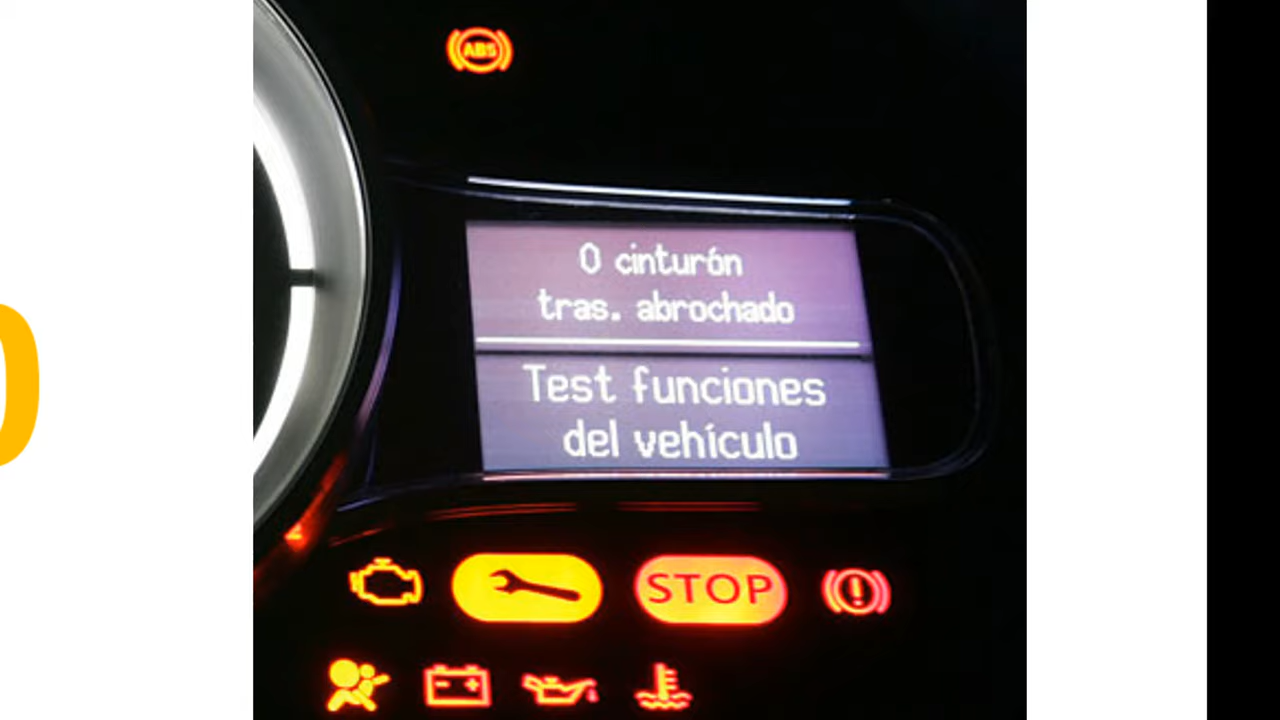 ABS
0 cinturón
tras. abrochado
Test funciones
del vehículo
STOP